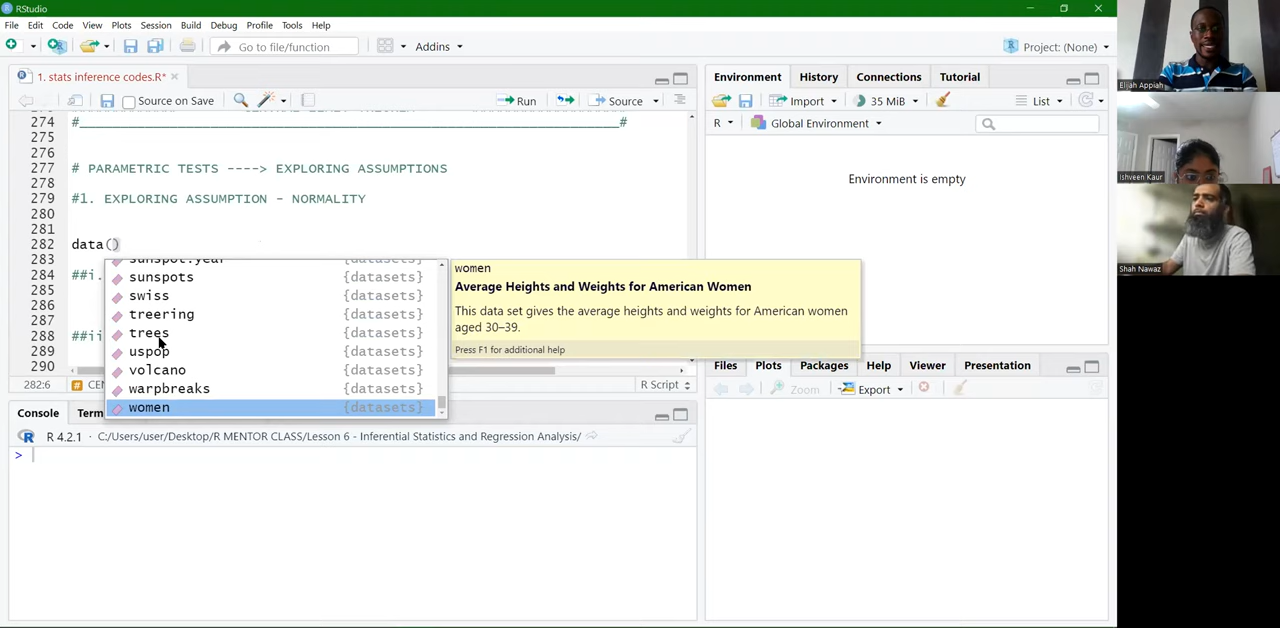 RStudio
File Edit Code View Plots Session Build Debug Profile Tools Help
Go to file/function Addins Project: (None)
1. stats inference codes.R*
Source on Save Run Source
274 #
275
276
277 # PARAMETRIC TESTS ----> EXPLORING ASSUMPTIONS
278
279 #1. EXPLORING ASSUMPTION - NORMALITY
280
281
282 data()
283
284 ##i.
285
286
287
288 ##ii
289
290
sunspot.year {datasets}
sunspots {datasets}
swiss {datasets}
treering {datasets}
trees {datasets}
uspop {datasets}
volcano {datasets}
warpbreaks {datasets}
women {datasets}
women
Average Heights and Weights for American Women
This data set gives the average heights and weights for American women
aged 30–39.
Press F1 for additional help
282:6 # CEN R Script
Console Term
R 4.2.1 · C:/Users/user/Desktop/R MENTOR CLASS/Lesson 6 - Inferential Statistics and Regression Analysis/
>
Environment History Connections Tutorial
Import 35 MiB List
R Global Environment
Environment is empty
Files Plots Packages Help Viewer Presentation
Zoom Export
Elijah Appiah
Ishveen Kaur
Shah Nawaz